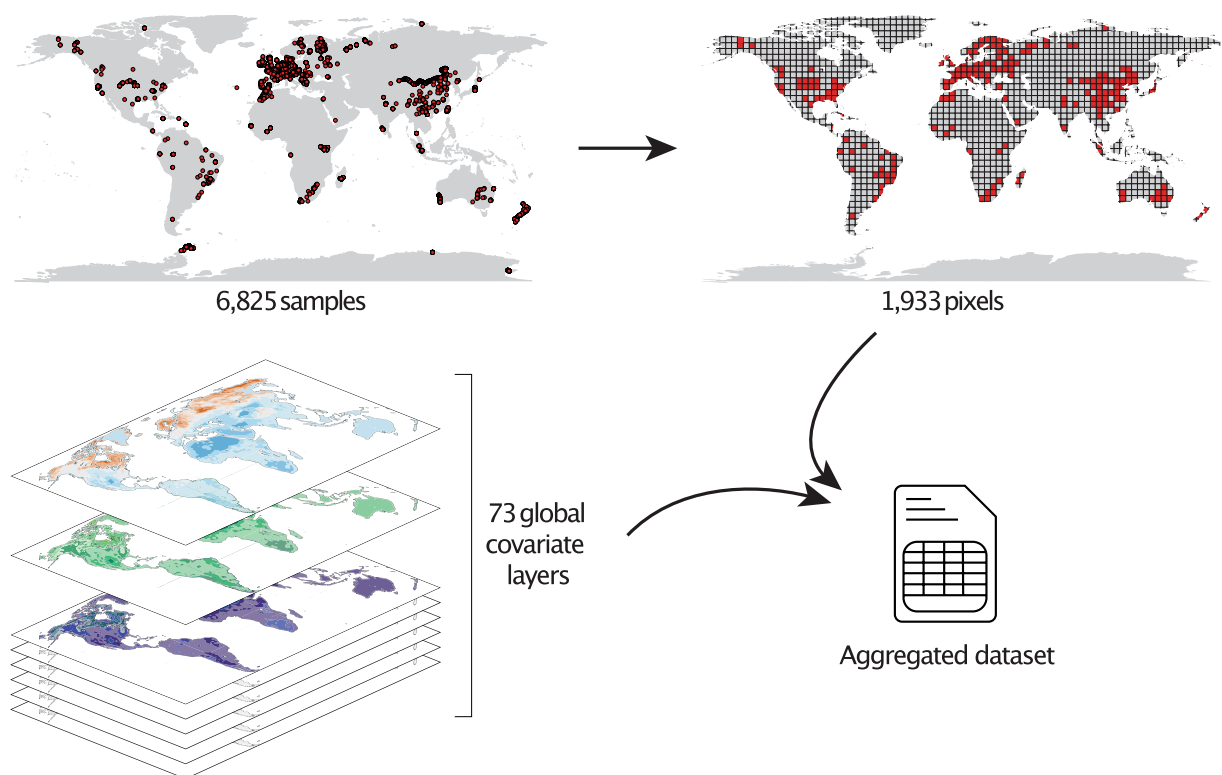 6,825 samples
1,933 pixels
73 global
covariate
layers
Aggregated dataset